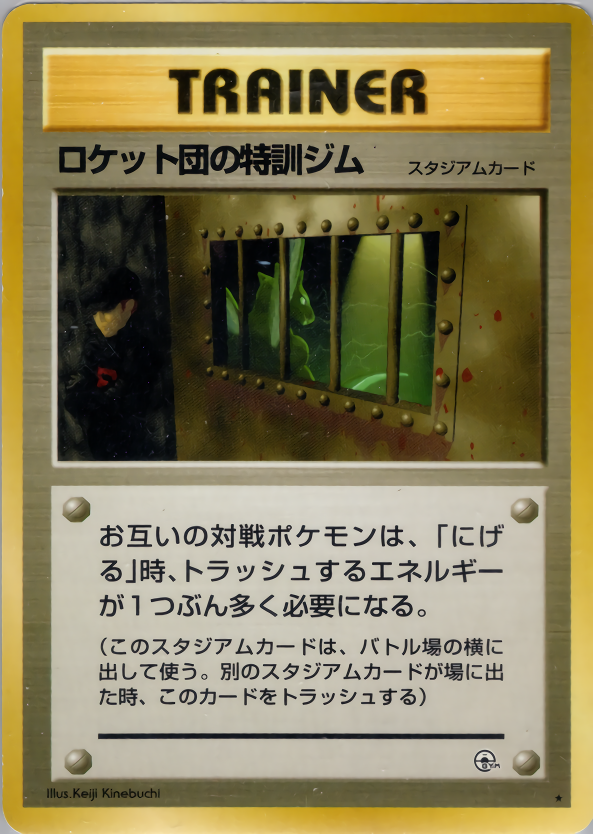 TRAINER
ロケット団の特訓ジム
スタジアムカード
お互いの対戦ポケモンは、「にげ
る」時、トラッシュするエネルギー
が1つぶん多く必要になる。
(このスタジアムカードは、バトル場の横に
出して使う。別のスタジアムカードが場に出
た時、このカードをトラッシュする)
GYM
Illus.Keiji Kinebuchi
★